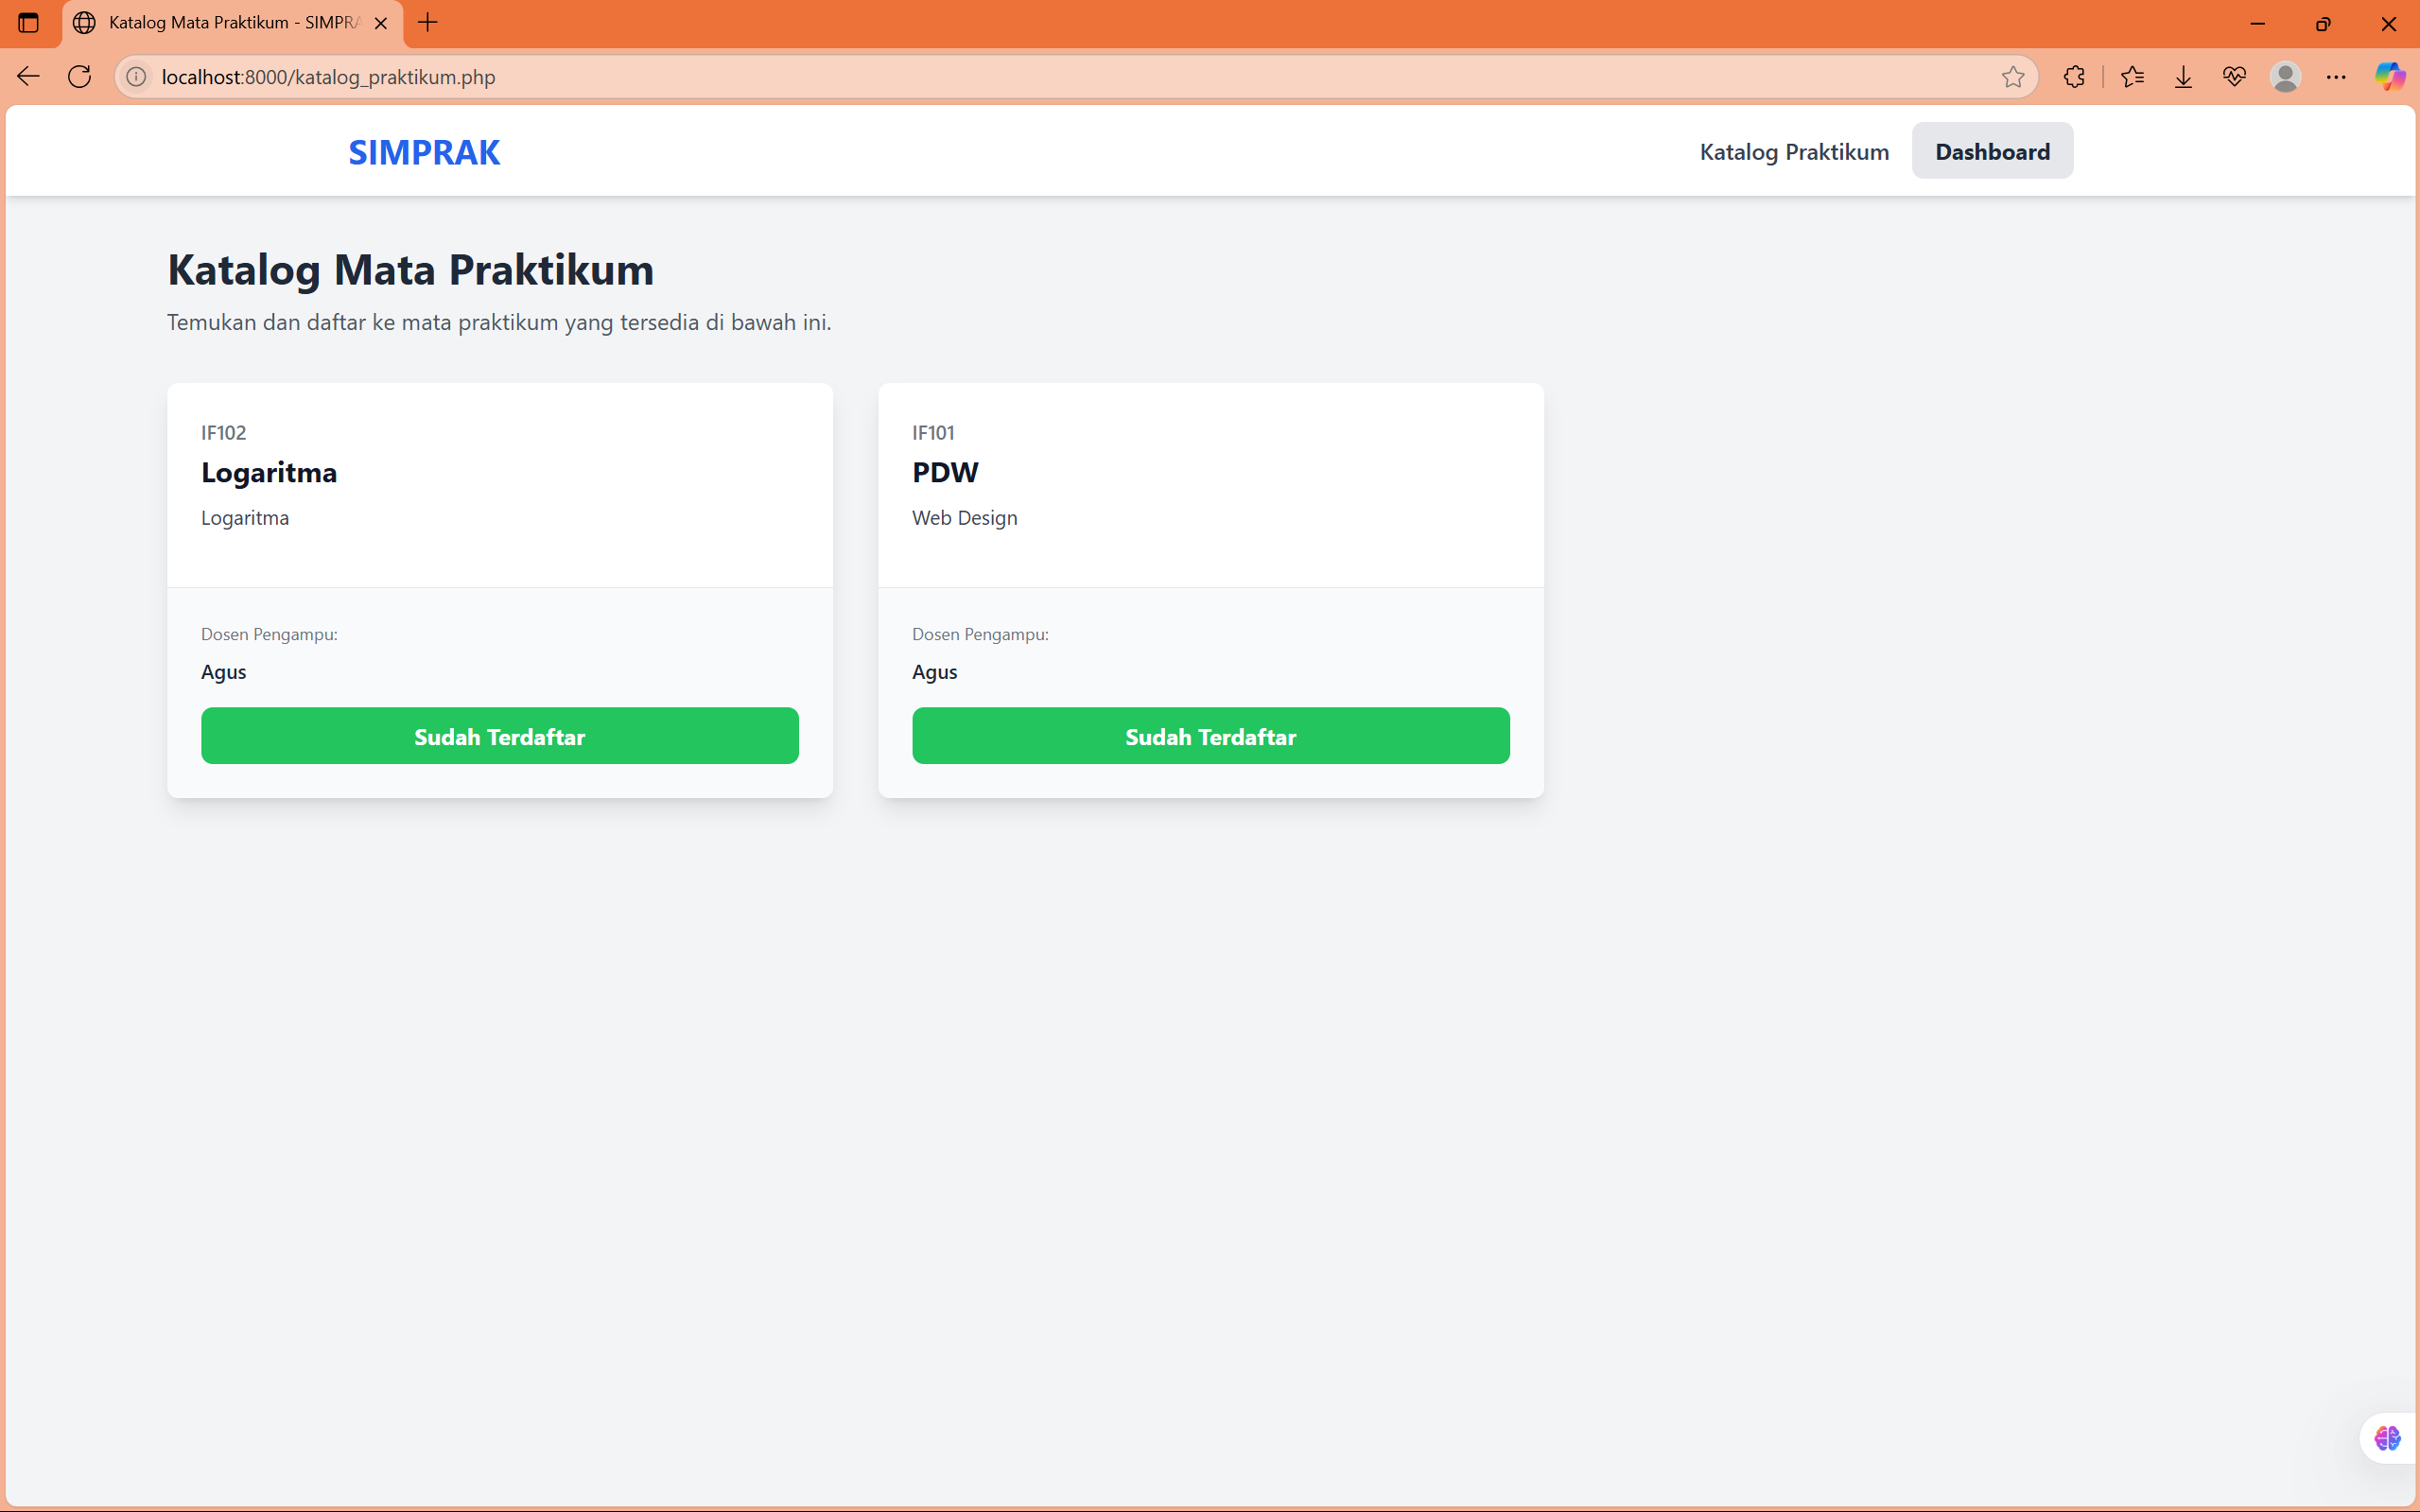 Katalog Mata Praktikum - SIMPRA
localhost:8000/katalog_praktikum.php
SIMPRAK
Katalog Praktikum
Dashboard
Katalog Mata Praktikum
Temukan dan daftar ke mata praktikum yang tersedia di bawah ini.
IF102
Logaritma
Logaritma
Dosen Pengampu:
Agus
Sudah Terdaftar
IF101
PDW
Web Design
Dosen Pengampu:
Agus
Sudah Terdaftar